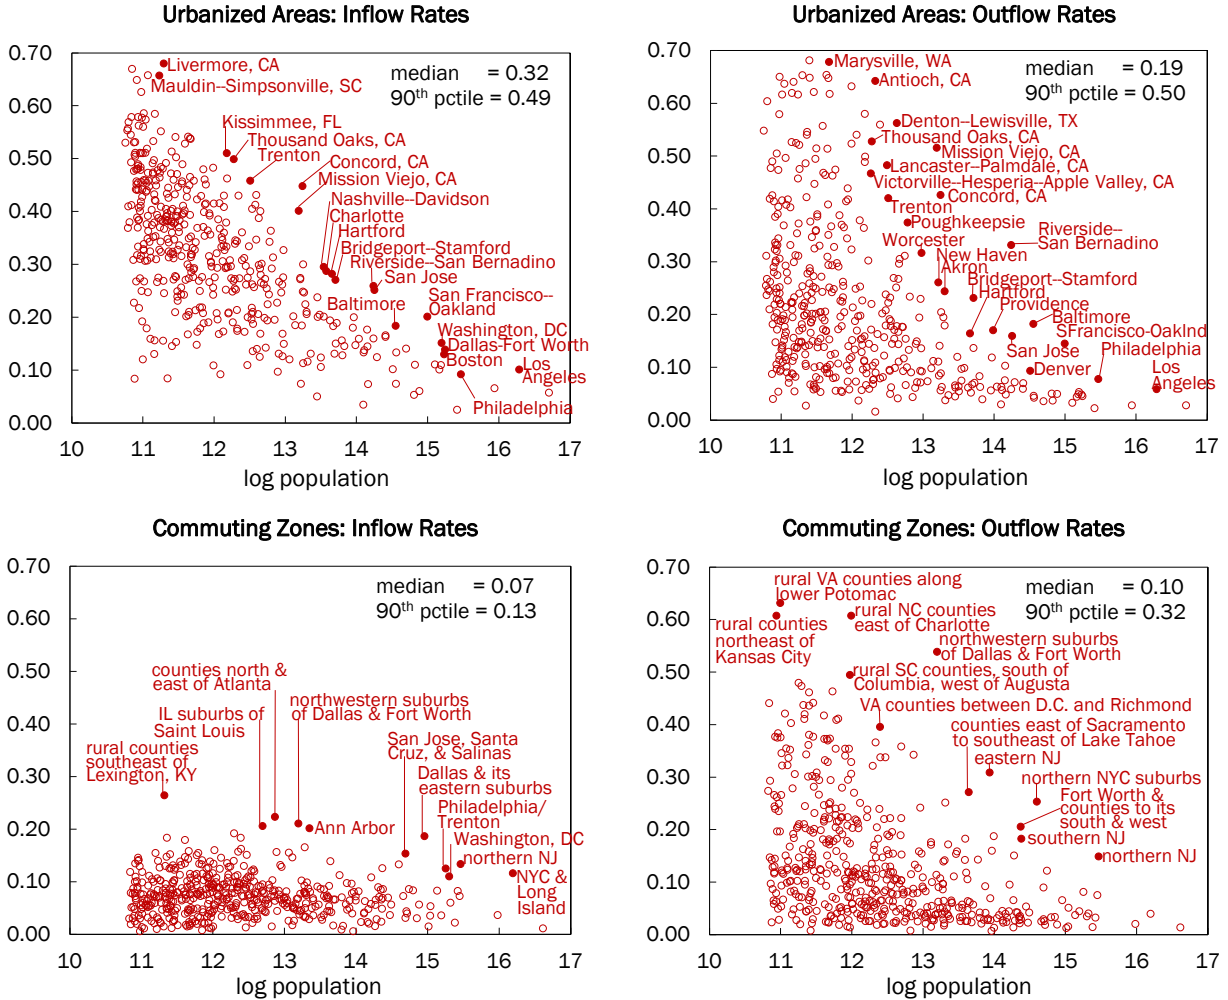 Urbanized Areas: Inflow Rates
0.70
0.60
0.50
0.40
0.30
0.20
0.10
0.00
10 11 12 13 14 15 16 17
log population
median = 0.32
90th pctile = 0.49
Livermore, CA
Mauldin--Simpsonville, SC
Kissimmee, FL
Thousand Oaks, CA
Trenton
Concord, CA
Mission Viejo, CA
Nashville--Davidson
Charlotte
Hartford
Bridgeport--Stamford
Riverside--San Bernadino
San Jose
Baltimore
San Francisco--
Oakland
Washington, DC
Dallas-Fort Worth
Boston
Los
Angeles
Philadelphia
Urbanized Areas: Outflow Rates
0.70
0.60
0.50
0.40
0.30
0.20
0.10
0.00
10 11 12 13 14 15 16 17
log population
median = 0.19
90th pctile = 0.50
Marysville, WA
Antioch, CA
Denton--Lewisville, TX
Thousand Oaks, CA
Mission Viejo, CA
Lancaster--Palmdale, CA
Victorville--Hesperia--Apple Valley, CA
Concord, CA
Trenton
Poughkeepsie
Riverside--
San Bernadino
Worcester
New Haven
Akron
Bridgeport--Stamford
Hartford
Providence
Baltimore
SFrancisco-Oaklnd
San Jose
Philadelphia
Denver
Los
Angeles
Commuting Zones: Inflow Rates
0.70
0.60
0.50
0.40
0.30
0.20
0.10
0.00
10 11 12 13 14 15 16 17
log population
median = 0.07
90th pctile = 0.13
counties north &
east of Atlanta
northwestern suburbs
of Dallas & Fort Worth
IL suburbs of
Saint Louis
rural counties
southeast of
Lexington, KY
San Jose, Santa
Cruz, & Salinas
Dallas & its
eastern suburbs
Philadelphia/
Trenton
Ann Arbor
Washington, DC
northern NJ
NYC &
Long
Island
Commuting Zones: Outflow Rates
0.70
0.60
0.50
0.40
0.30
0.20
0.10
0.00
10 11 12 13 14 15 16 17
log population
median = 0.10
90th pctile = 0.32
rural VA counties along
lower Potomac
rural NC counties
east of Charlotte
rural counties
northeast of
Kansas City
northwestern suburbs
of Dallas & Fort Worth
rural SC counties, south of
Columbia, west of Augusta
VA counties between D.C. and Richmond
counties east of Sacramento
to southeast of Lake Tahoe
eastern NJ
northern NYC suburbs
Fort Worth &
counties to its
south & west
southern NJ
northern NJ